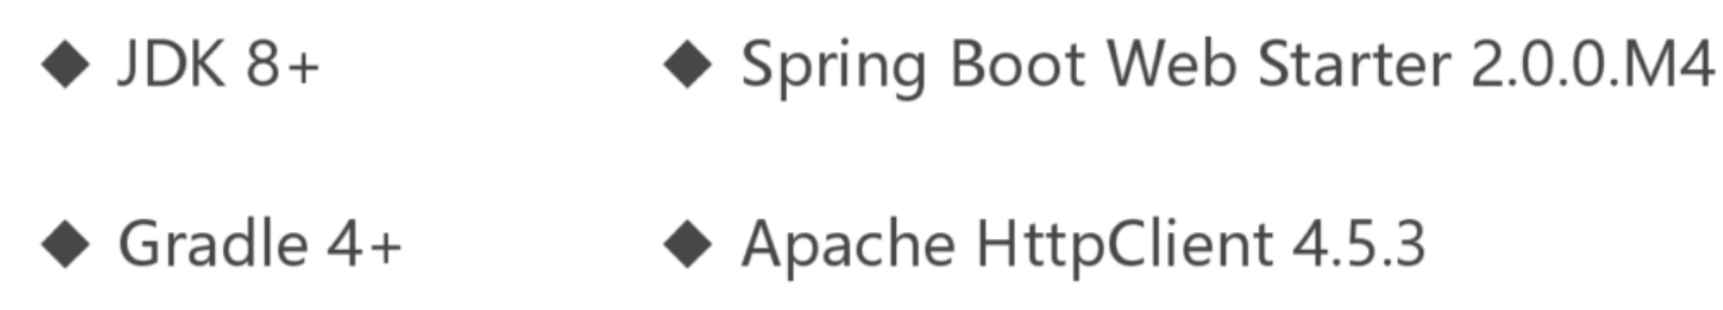 ◆ JDK 8+
◆ Spring Boot Web Starter 2.0.0.M4
◆ Gradle 4+
◆ Apache HttpClient 4.5.3